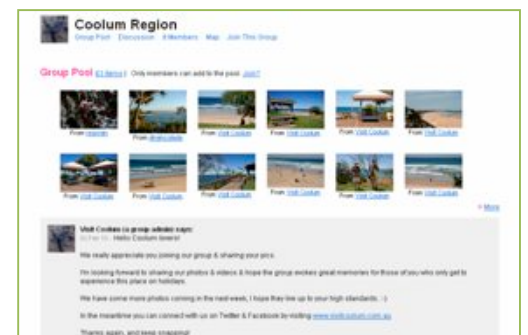 Coolum Region
Group Pool Discussion Members Map Join This Group
Group Pool Only members can add to the pool. Join?
From From From Visit Coolum From Visit Coolum From Visit Coolum From Visit Coolum
From Visit Coolum From Visit Coolum From Visit Coolum From Visit Coolum From Visit Coolum From Visit Coolum
More
Visit Coolum (a group admin) says:
Hello Coolum lovers!
We really appreciate you joining our group & sharing your pics.
I'm looking forward to sharing our photos & videos & hope the group evokes great memories for those of you who only get to
experience this place on holidays.
We have some more photos coming in the next week, I hope they live up to your high standards. :-)
In the meantime you can connect with us on Twitter & Facebook by visiting www.visitcoolum.com.au
Thanks again, and keep snapping!